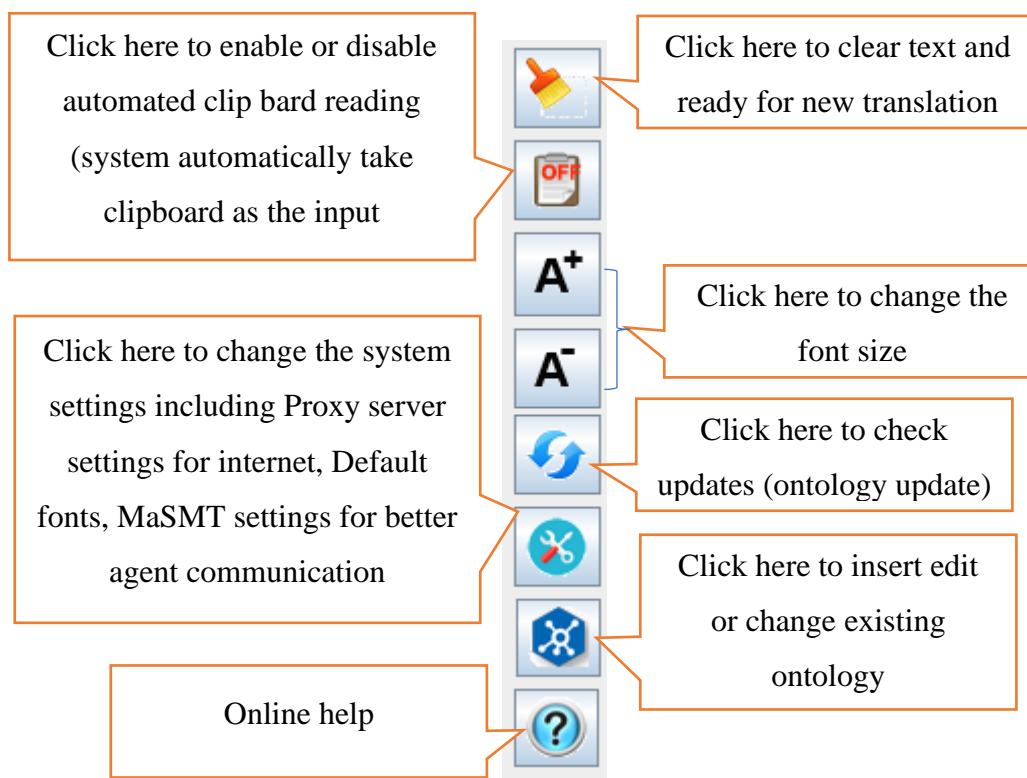 Click here to enable or disable
automated clip bard reading
(system automatically take
clipboard as the input
Click here to clear text and
ready for new translation
OFF
A+
A-
Click here to change the
font size
Click here to change the system
settings including Proxy server
settings for internet, Default
fonts, MaSMT settings for better
agent communication
Click here to check
updates (ontology update)
Click here to insert edit
or change existing
ontology
Online help
?